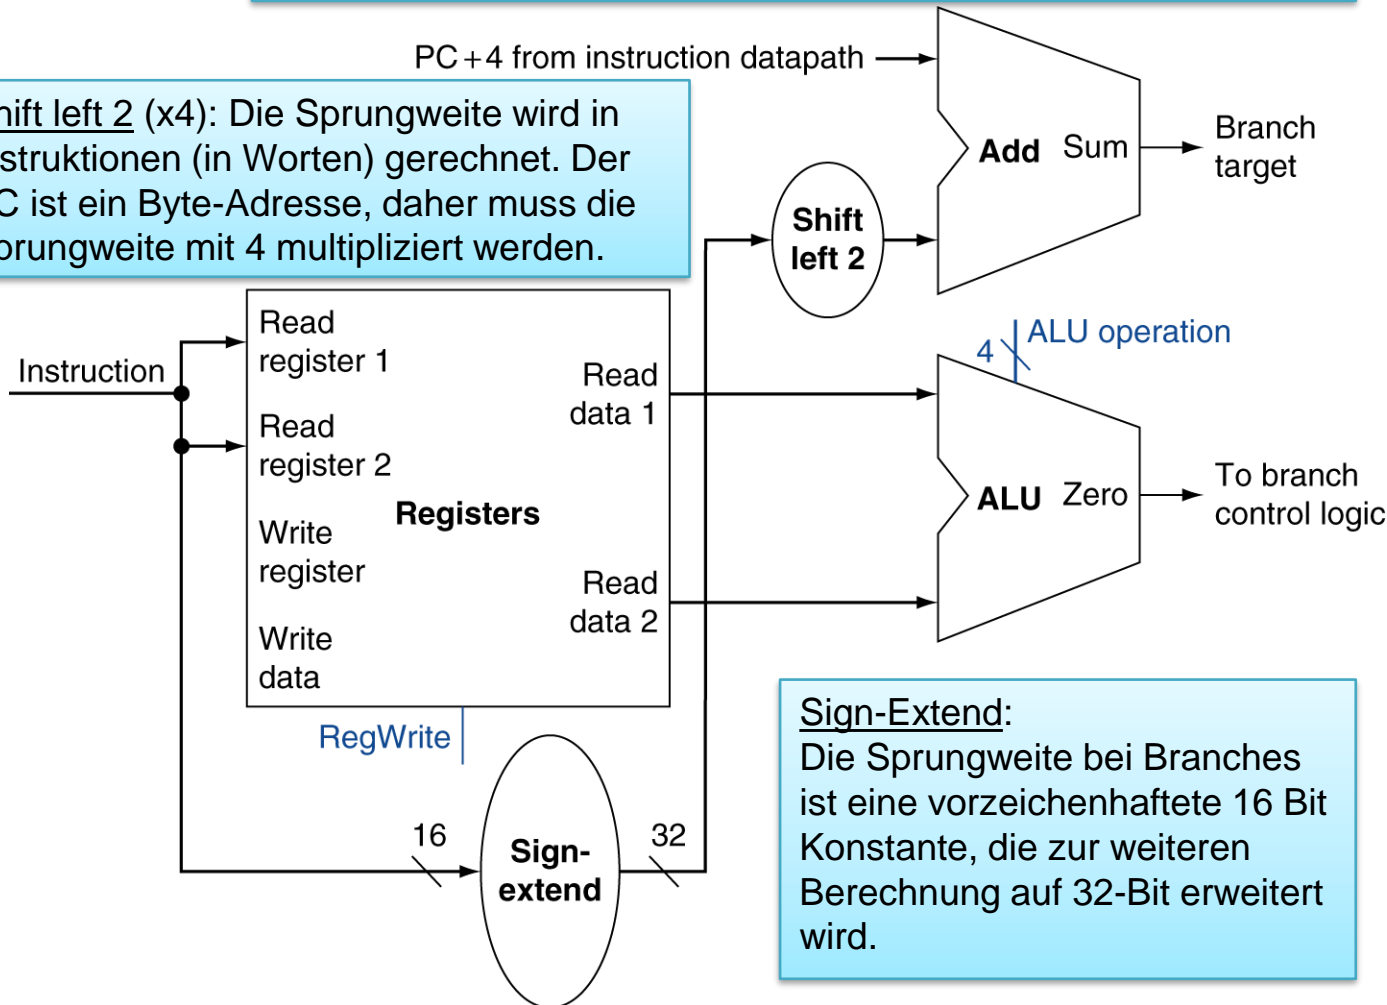 PC+4 from instruction datapath
hift left 2 (x4): Die Sprungweite wird in
struktionen (in Worten) gerechnet. Der
C ist ein Byte-Adresse, daher muss die
prungweite mit 4 multipliziert werden.
Add Sum
Branch
target
Shift
left 2
4
ALU operation
Instruction
Read
register 1
Read
register 2
Write
register
Write
data
Registers
Read
data 1
Read
data 2
ALU Zero
To branch
control logic
RegWrite
16
Sign-
extend
32
Sign-Extend:
Die Sprungweite bei Branches
ist eine vorzeichenhaftete 16 Bit
Konstante, die zur weiteren
Berechnung auf 32-Bit erweitert
wird.